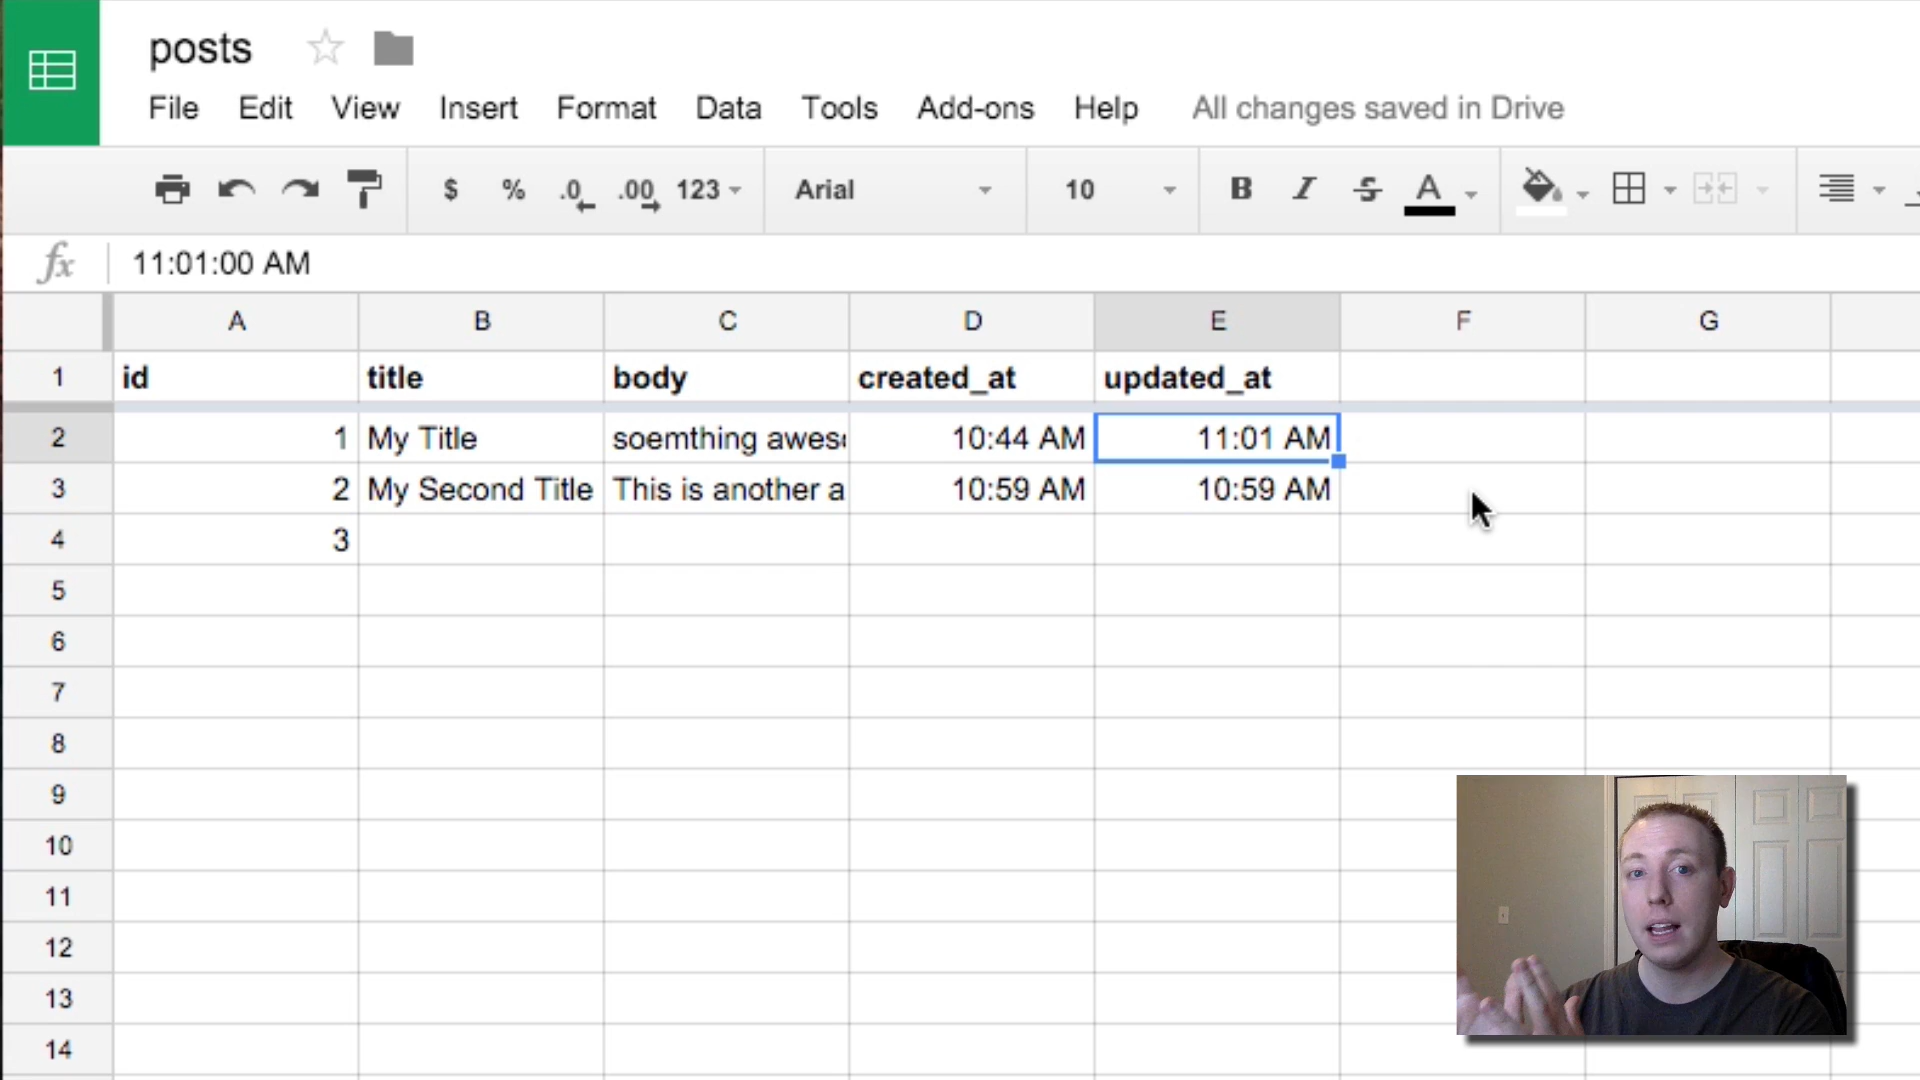 posts
File Edit View Insert Format Data Tools Add-ons Help All changes saved in Drive
$ % .0 .00 123 Arial 10 B I S A
fx 11:01:00 AM
A B C D E F G
1 id title body created_at updated_at
2 1 My Title soemthing 10:44 AM 11:01 AM
3 2 My Second Title This is another a 10:59 AM 10:59 AM
4 3
5
6
7
8
9
10
11
12
13
14